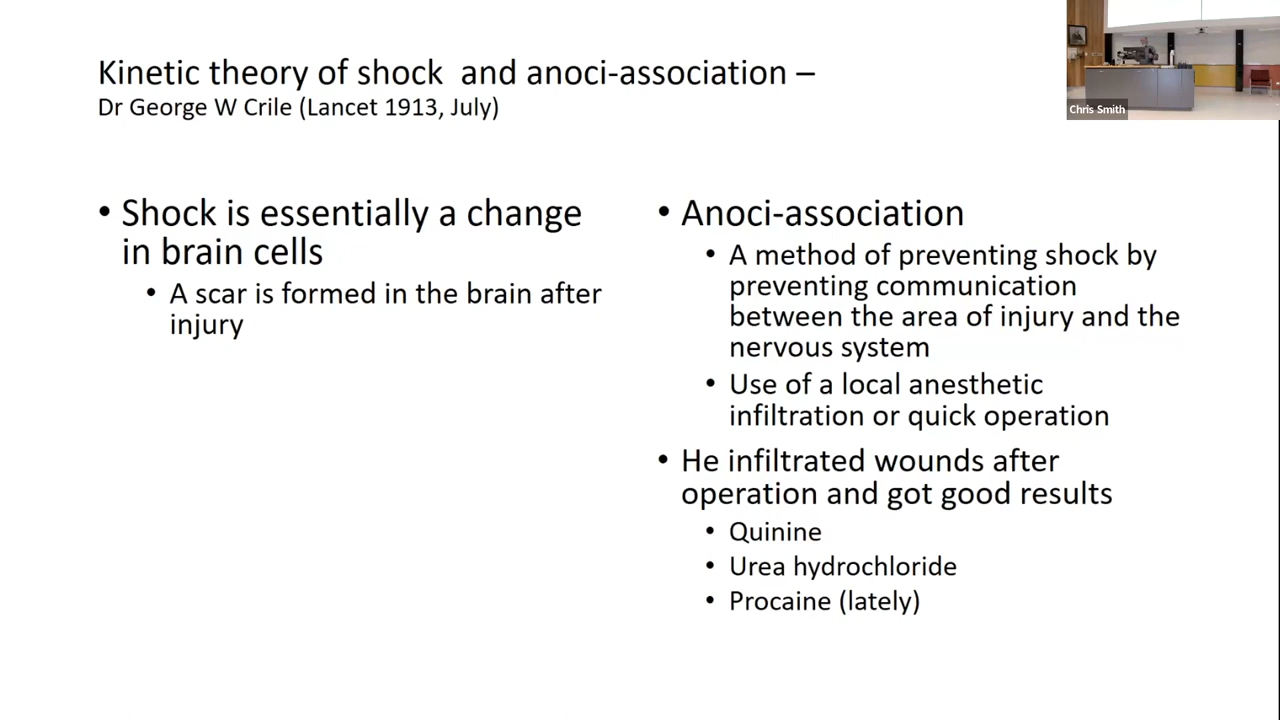 Kinetic theory of shock  and anoci-association –
Dr George W Crile (Lancet 1913, July)
Chris Smith
• Shock is essentially a change
in brain cells
• A scar is formed in the brain after
injury
• Anoci-association
• A method of preventing shock by
preventing communication
between the area of injury and the
nervous system
• Use of a local anesthetic
infiltration or quick operation
• He infiltrated wounds after
operation and got good results
• Quinine
• Urea hydrochloride
• Procaine (lately)